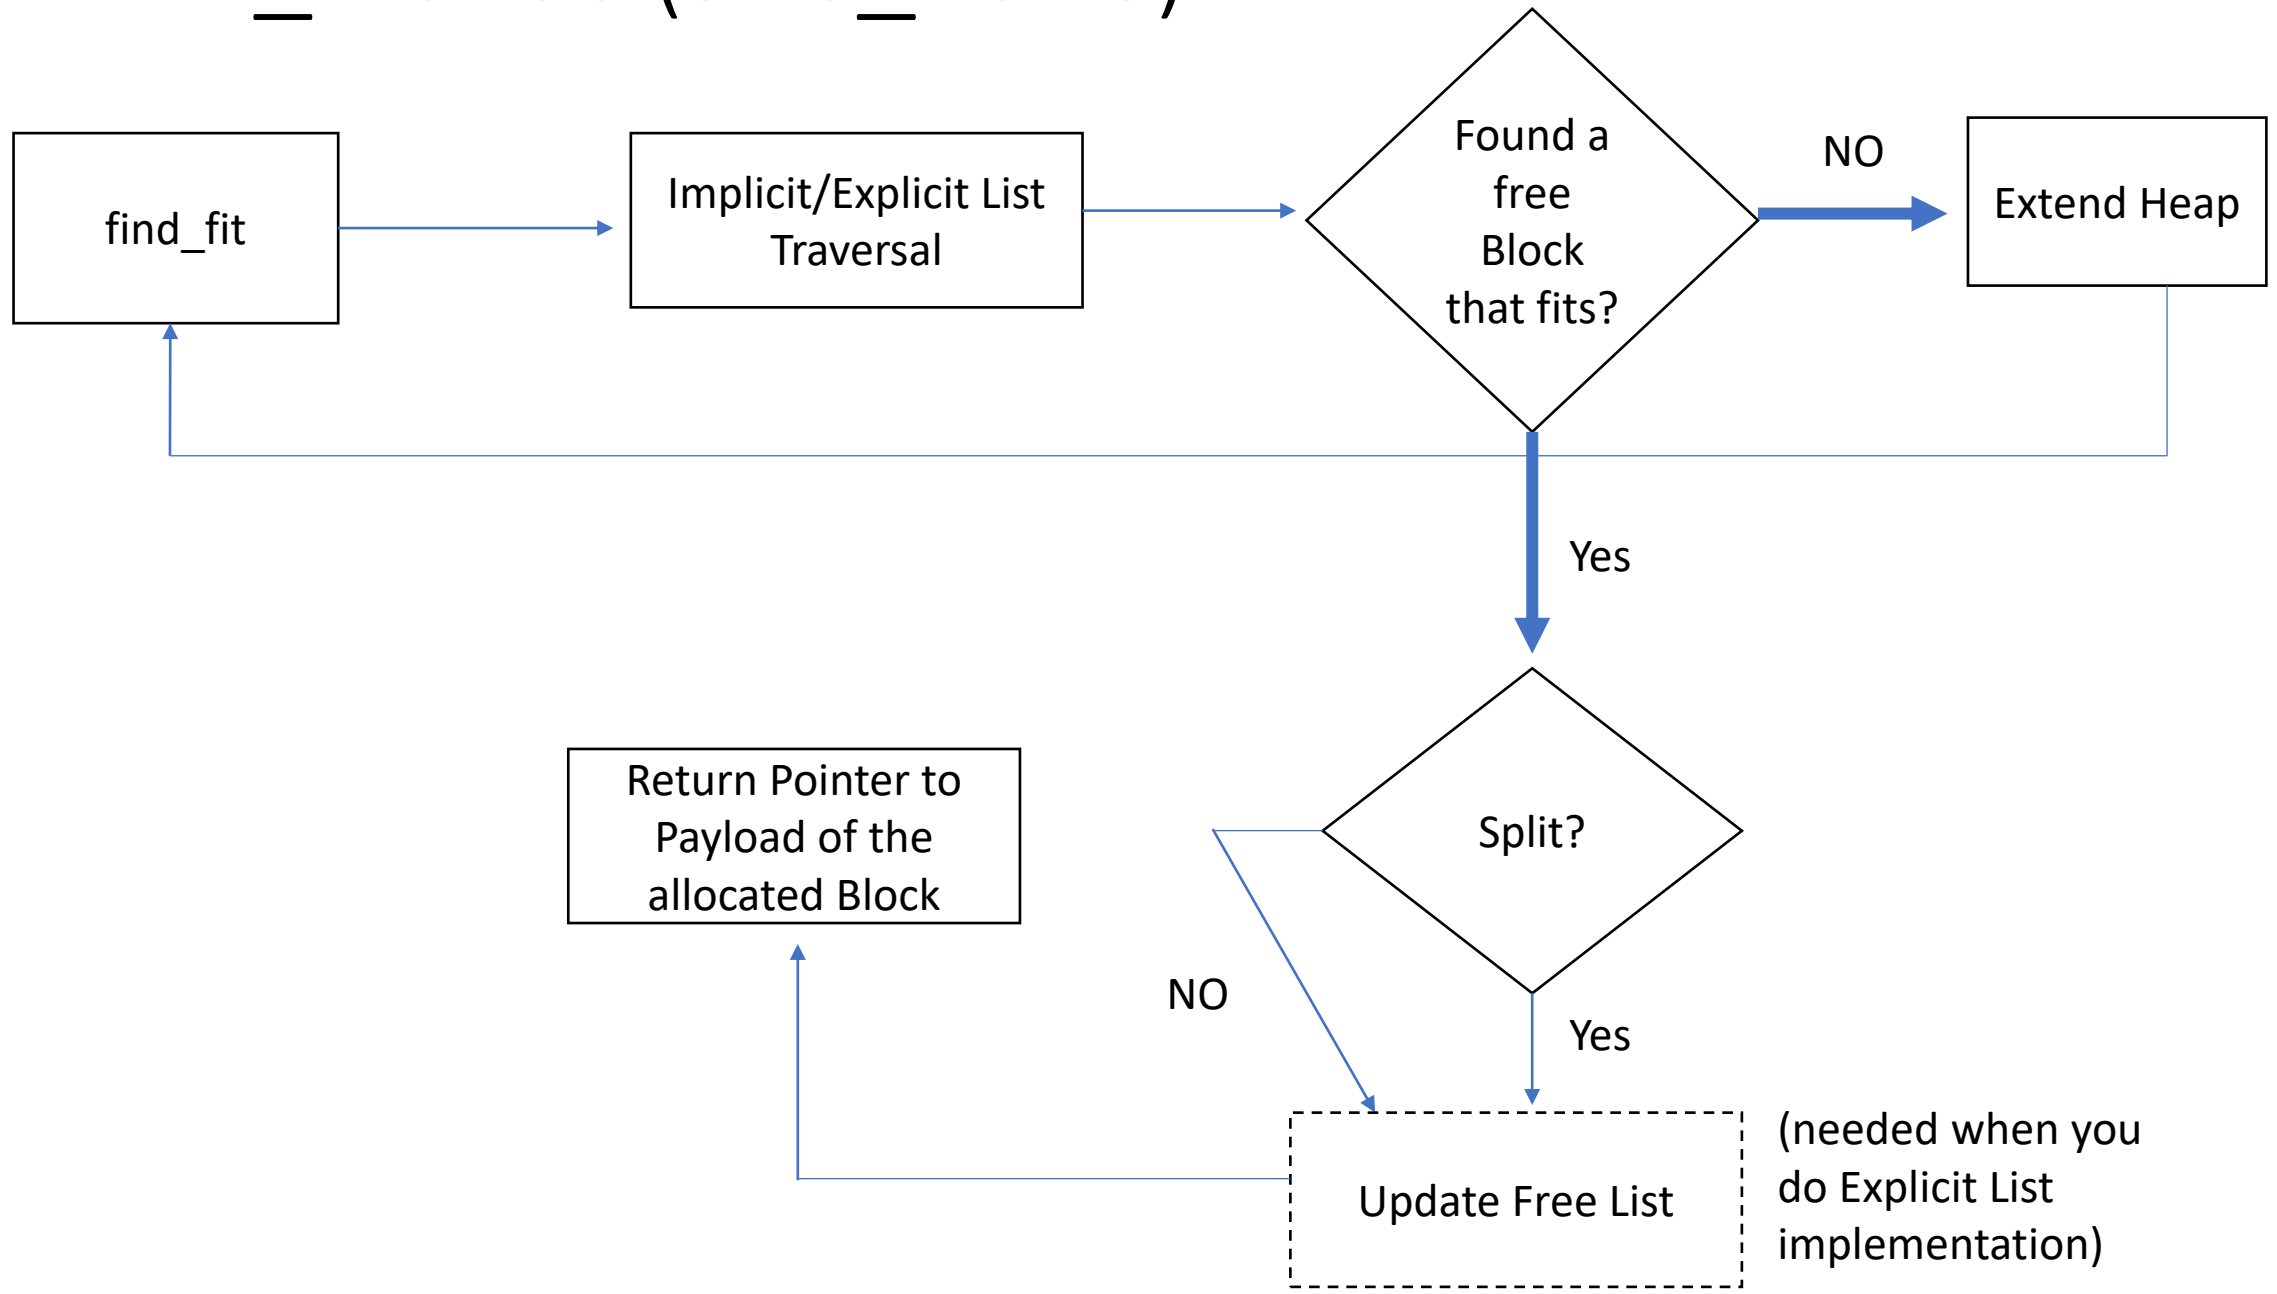 find_fit
Implicit/Explicit List
Traversal
Found a
free
Block
that fits?
NO
Extend Heap
Yes
Return Pointer to
Payload of the
allocated Block
Split?
NO
Yes
Update Free List
(needed when you
do Explicit List
implementation)